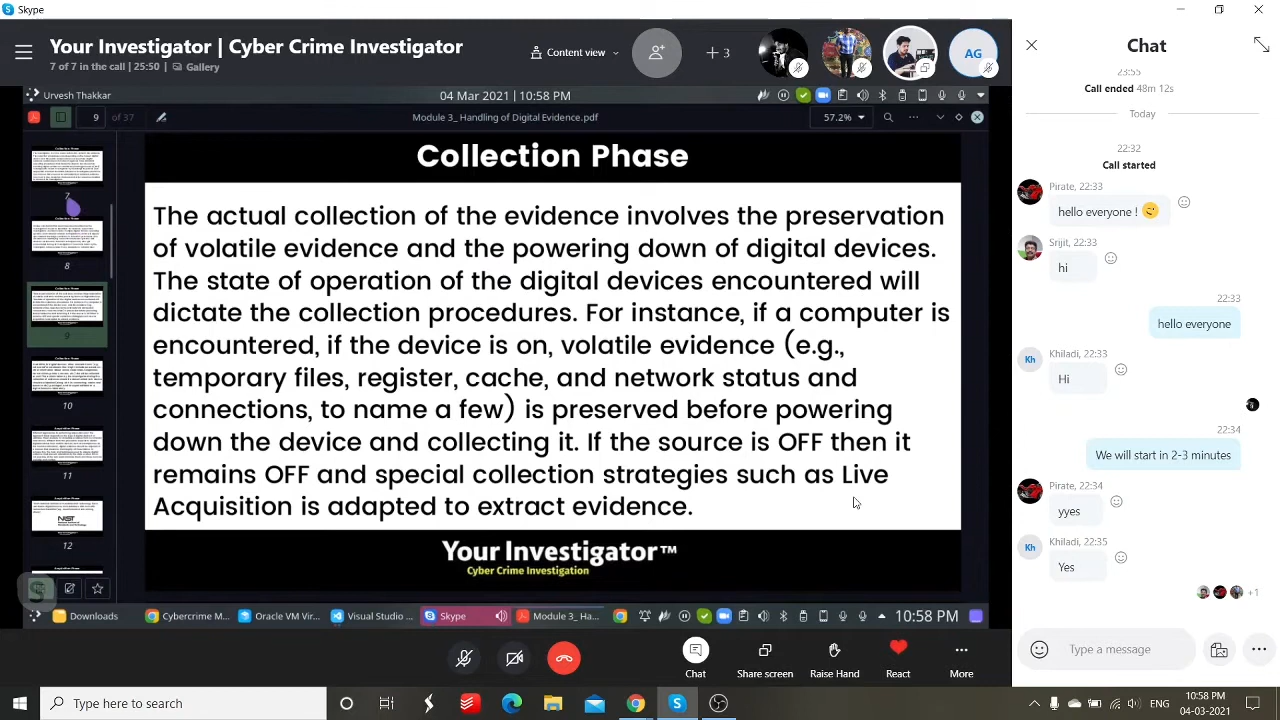 Skype
Your Investigator | Cyber Crime Investigator
7 of 7 in the call | 25:50 | Gallery
Content view
+ 3
AG
Urvesh Thakkar
04 Mar 2021 | 10:58 PM
9 of 37
Module 3_ Handling of Digital Evidence.pdf
57.2%
7
8
9
10
11
NIST
12
Collection Phase
The actual collection of the evidence involves the preservation
of volatile evidence and the powering down of digital devices.
The state of operation of the digital devices encountered will
dictate the collection procedures. For instance, if a computer is
encountered, if the device is on, volatile evidence (e.g.,
temporary files, register, cache, and network status and
connections, to name a few) is preserved before powering
down the device and collecting it. If the source is OFF then it
remains OFF and special collection strategies such as Live
Acquisition is adapted to extract evidence.
Your Investigator™
Cyber Crime Investigation
Downloads
Cybercrime M...
Oracle VM Vir...
Visual Studio ...
Skype
Module 3_ Ha...
10:58 PM
Chat
Share screen
Raise Hand
React
More
Chat
23:55
Call ended 48m 12s
Today
22:32
Call started
Pirate, 22:33
hello everyone !
Srijit, 22:33
hi
22:33
hello everyone
Kh
Khiladi, 22:33
Hi
22:34
We will start in 2-3 minutes
Pirate, 22:34
yyes
Kh
Khiladi, 22:35
Yes
+1
Type a message
Type here to search
ENG
10:58 PM
04-03-2021